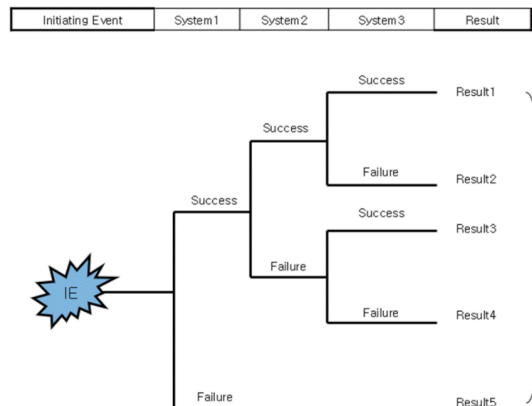 Initiating Event System1 System2 System3 Result
Success
Result1
Success
Failure
Result2
Success
Success
Result3
Failure
IE
Failure
Result4
Failure
Result5